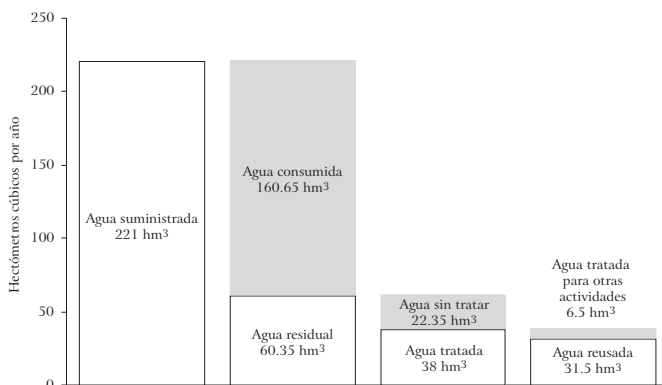 250
200
150
100
50
0
Hectómetros cúbicos por año
Agua suministrada
221 hm3
Agua consumida
160.65 hm3
Agua residual
60.35 hm3
Agua sin tratar
22.35 hm3
Agua tratada
38 hm3
Agua tratada
para otras
actividades
6.5 hm3
Agua reusada
31.5 hm3